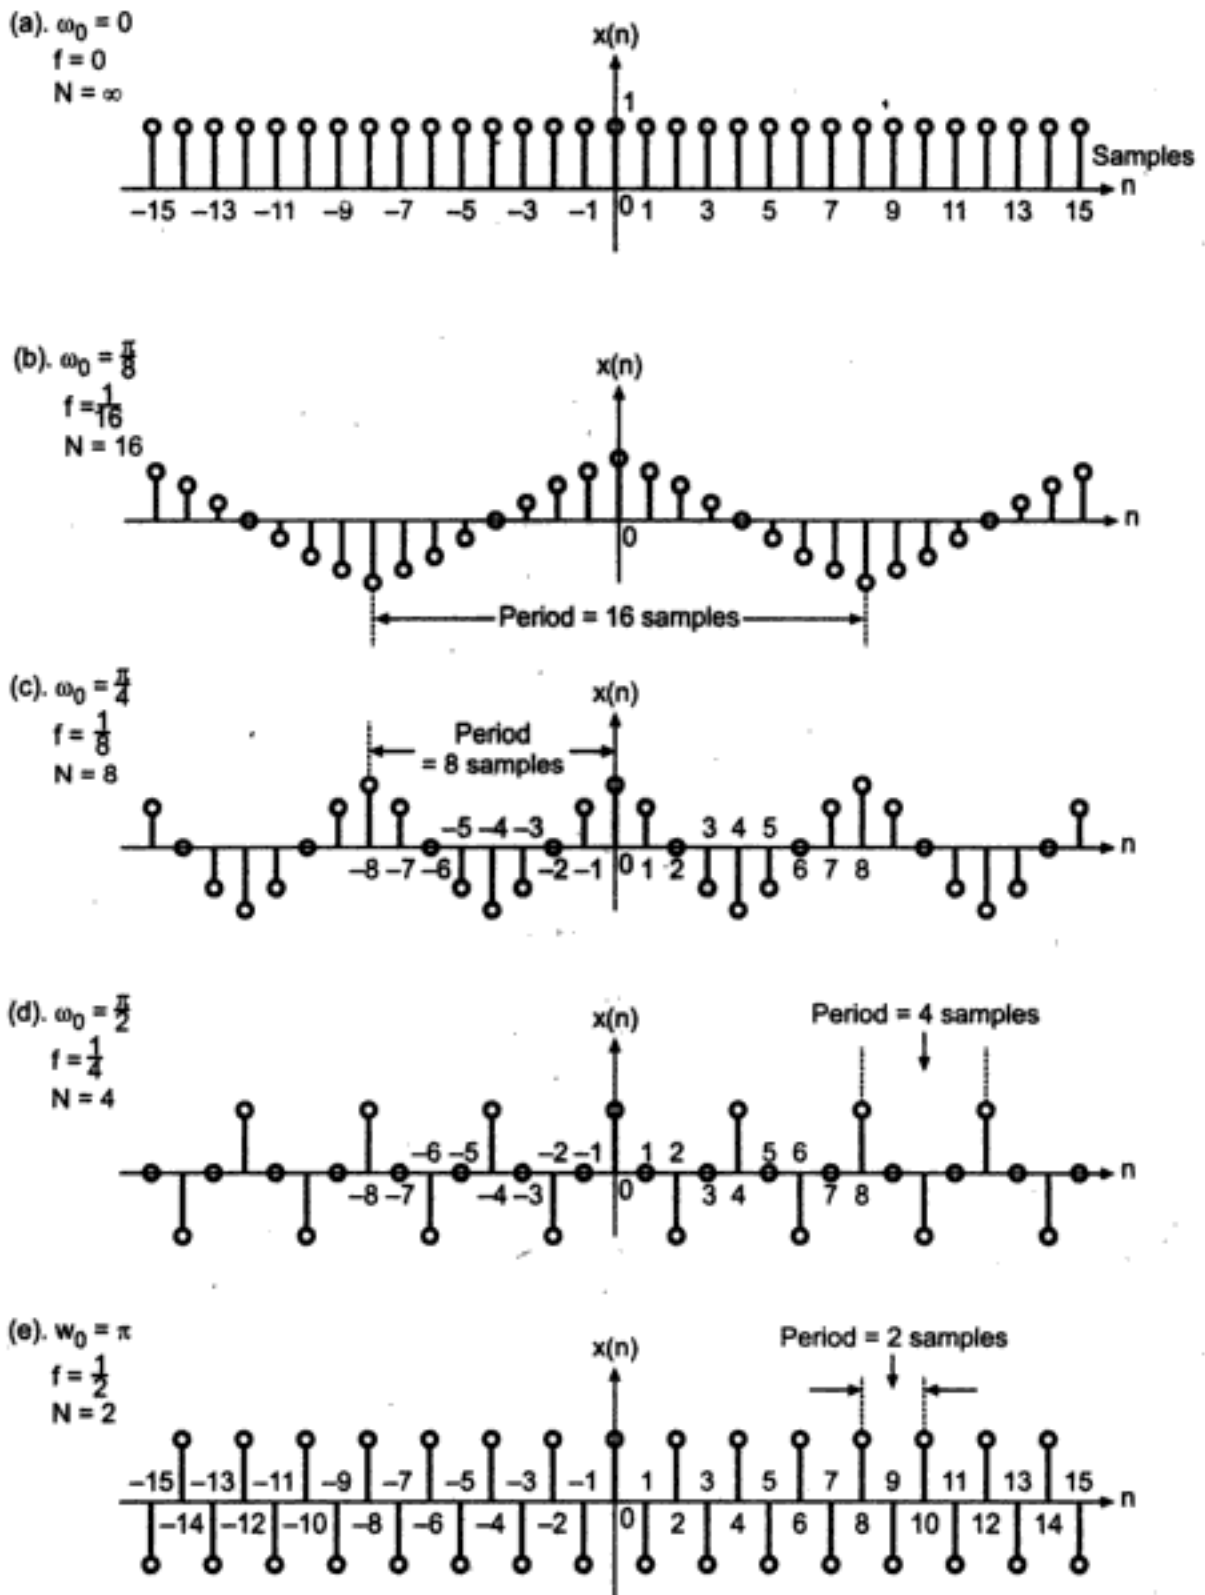 (a). ω₀ = 0
f = 0
N = ∞
x(n)
1
Samples
n
–15 –13 –11 –9 –7 –5 –3 –1 0 1 3 5 7 9 11 13 15
(b). ω₀ = π/8
f = 1/16
N = 16
x(n)
n
0
Period = 16 samples
(c). ω₀ = π/4
f = 1/8
N = 8
x(n)
Period
= 8 samples
–5 –4 –3 3 4 5
n
–8 –7 –6 –2 –1 0 1 2 6 7 8
(d). ω₀ = π/2
f = 1/4
N = 4
x(n)
Period = 4 samples
–6 –5 –2 –1 1 2 5 6
n
–8 –7 –4 –3 0 3 4 7 8
(e). w₀ = π
f = 1/2
N = 2
x(n)
Period = 2 samples
–15 –13 –11 –9 –7 –5 –3 –1 1 3 5 7 9 11 13 15
n
–14 –12 –10 –8 –6 –4 –2 0 2 4 6 8 10 12 14